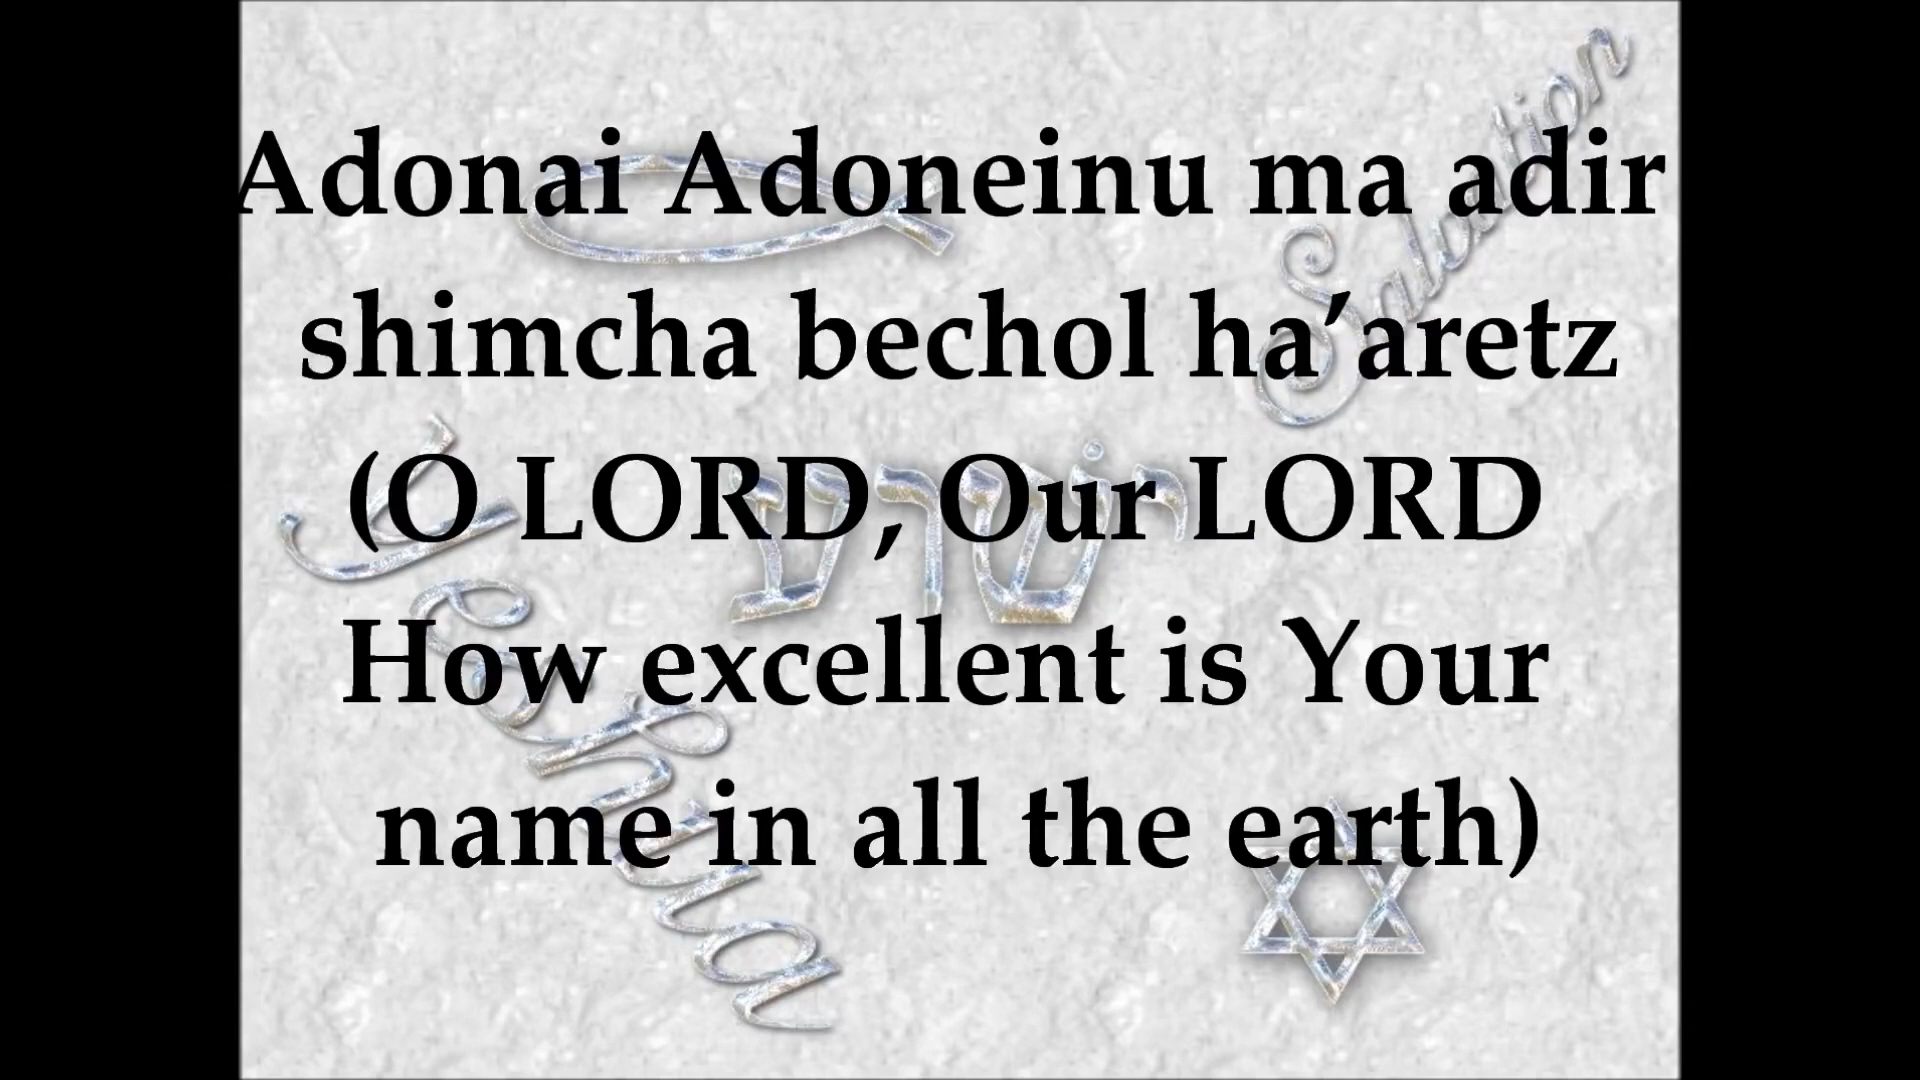 Adonai Adoneinu ma adir
shimcha bechol ha’aretz
(O LORD, Our LORD
How excellent is Your
name in all the earth)
Salvation
ישוע
Yeshua